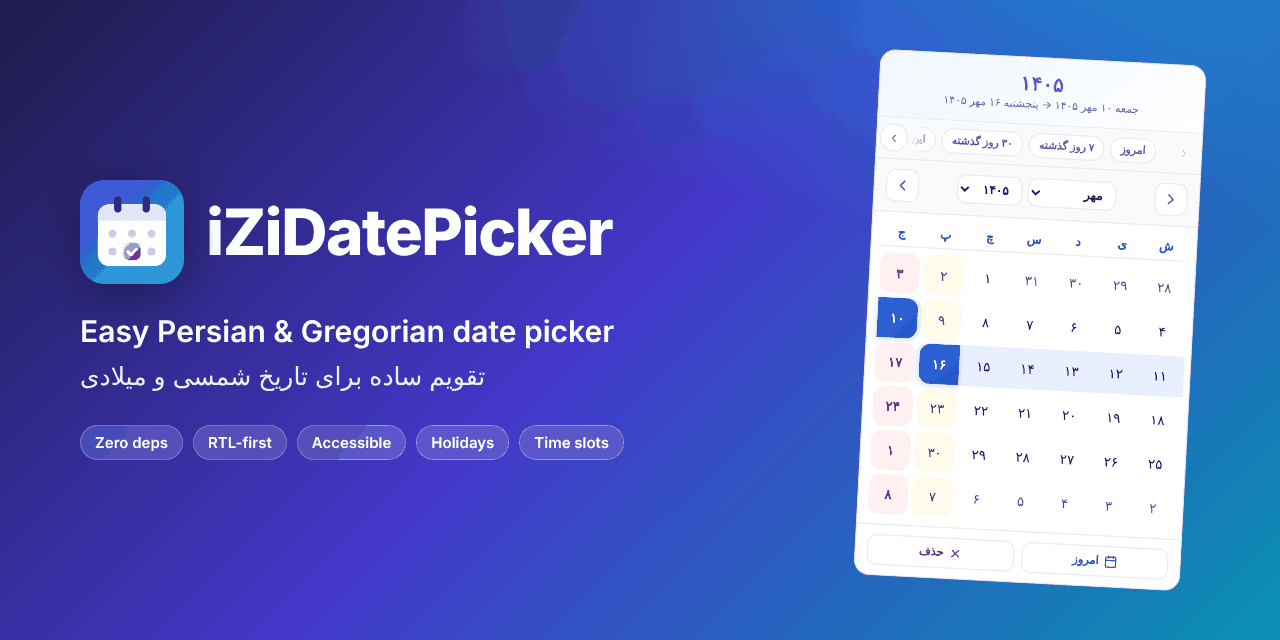 iZiDatePicker
Easy Persian & Gregorian date picker
تقویم ساده برای تاریخ شمسی و میلادی
Zero deps RTL-first Accessible Holidays Time slots
۱۴۰۵
جمعه ۱۰ مهر ۱۴۰۵ → پنجشنبه ۱۶ مهر ۱۴۰۵
امروز ۷ روز گذشته ۳۰ روز گذشته این
مهر ۱۴۰۵
ش ی د س چ پ ج
۲۸ ۲۹ ۳۰ ۳۱ ۱ ۲ ۳
۴ ۵ ۶ ۷ ۸ ۹ ۱۰
۱۱ ۱۲ ۱۳ ۱۴ ۱۵ ۱۶ ۱۷
۱۸ ۱۹ ۲۰ ۲۱ ۲۲ ۲۳ ۲۴
۲۵ ۲۶ ۲۷ ۲۸ ۲۹ ۳۰ ۱
۲ ۳ ۴ ۵ ۶ ۷ ۸
امروز حذف